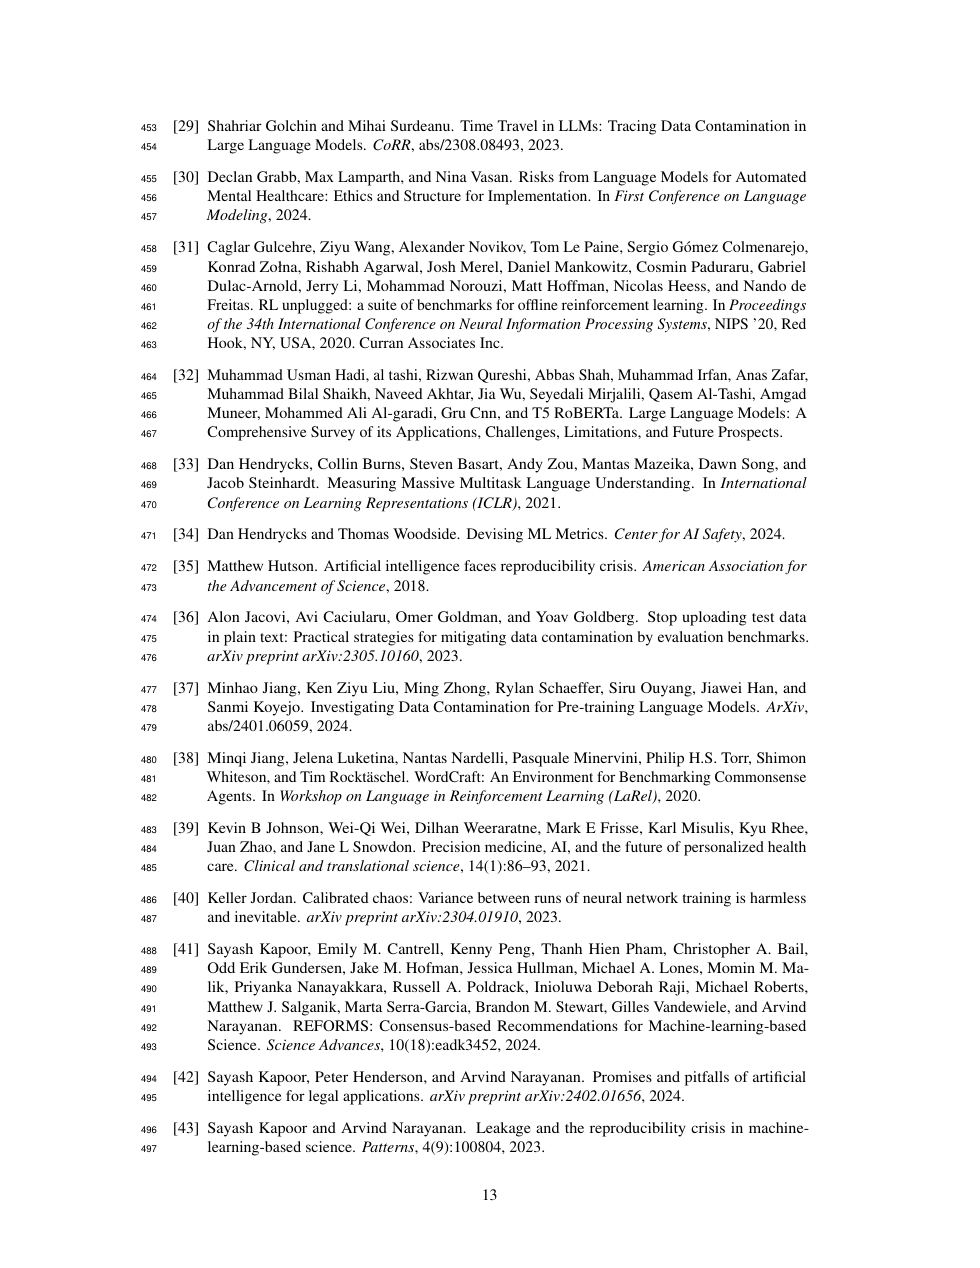 453 [29] Shahriar Golchin and Mihai Surdeanu. Time Travel in LLMs: Tracing Data Contamination in
454 Large Language Models. CoRR, abs/2308.08493, 2023.
455 [30] Declan Grabb, Max Lamparth, and Nina Vasan. Risks from Language Models for Automated
456 Mental Healthcare: Ethics and Structure for Implementation. In First Conference on Language
457 Modeling, 2024.
458 [31] Caglar Gulcehre, Ziyu Wang, Alexander Novikov, Tom Le Paine, Sergio Gómez Colmenarejo,
459 Konrad Zołna, Rishabh Agarwal, Josh Merel, Daniel Mankowitz, Cosmin Paduraru, Gabriel
460 Dulac-Arnold, Jerry Li, Mohammad Norouzi, Matt Hoffman, Nicolas Heess, and Nando de
461 Freitas. RL unplugged: a suite of benchmarks for offline reinforcement learning. In Proceedings
462 of the 34th International Conference on Neural Information Processing Systems, NIPS ’20, Red
463 Hook, NY, USA, 2020. Curran Associates Inc.
464 [32] Muhammad Usman Hadi, al tashi, Rizwan Qureshi, Abbas Shah, Muhammad Irfan, Anas Zafar,
465 Muhammad Bilal Shaikh, Naveed Akhtar, Jia Wu, Seyedali Mirjalili, Qasem Al-Tashi, Amgad
466 Muneer, Mohammed Ali Al-garadi, Gru Cnn, and T5 RoBERTa. Large Language Models: A
467 Comprehensive Survey of its Applications, Challenges, Limitations, and Future Prospects.
468 [33] Dan Hendrycks, Collin Burns, Steven Basart, Andy Zou, Mantas Mazeika, Dawn Song, and
469 Jacob Steinhardt. Measuring Massive Multitask Language Understanding. In International
470 Conference on Learning Representations (ICLR), 2021.
471 [34] Dan Hendrycks and Thomas Woodside. Devising ML Metrics. Center for AI Safety, 2024.
472 [35] Matthew Hutson. Artificial intelligence faces reproducibility crisis. American Association for
473 the Advancement of Science, 2018.
474 [36] Alon Jacovi, Avi Caciularu, Omer Goldman, and Yoav Goldberg. Stop uploading test data
475 in plain text: Practical strategies for mitigating data contamination by evaluation benchmarks.
476 arXiv preprint arXiv:2305.10160, 2023.
477 [37] Minhao Jiang, Ken Ziyu Liu, Ming Zhong, Rylan Schaeffer, Siru Ouyang, Jiawei Han, and
478 Sanmi Koyejo. Investigating Data Contamination for Pre-training Language Models. ArXiv,
479 abs/2401.06059, 2024.
480 [38] Minqi Jiang, Jelena Luketina, Nantas Nardelli, Pasquale Minervini, Philip H.S. Torr, Shimon
481 Whiteson, and Tim Rocktäschel. WordCraft: An Environment for Benchmarking Commonsense
482 Agents. In Workshop on Language in Reinforcement Learning (LaRel), 2020.
483 [39] Kevin B Johnson, Wei-Qi Wei, Dilhan Weeraratne, Mark E Frisse, Karl Misulis, Kyu Rhee,
484 Juan Zhao, and Jane L Snowdon. Precision medicine, AI, and the future of personalized health
485 care. Clinical and translational science, 14(1):86–93, 2021.
486 [40] Keller Jordan. Calibrated chaos: Variance between runs of neural network training is harmless
487 and inevitable. arXiv preprint arXiv:2304.01910, 2023.
488 [41] Sayash Kapoor, Emily M. Cantrell, Kenny Peng, Thanh Hien Pham, Christopher A. Bail,
489 Odd Erik Gundersen, Jake M. Hofman, Jessica Hullman, Michael A. Lones, Momin M. Ma-
490 lik, Priyanka Nanayakkara, Russell A. Poldrack, Inioluwa Deborah Raji, Michael Roberts,
491 Matthew J. Salganik, Marta Serra-Garcia, Brandon M. Stewart, Gilles Vandewiele, and Arvind
492 Narayanan. REFORMS: Consensus-based Recommendations for Machine-learning-based
493 Science. Science Advances, 10(18):eadk3452, 2024.
494 [42] Sayash Kapoor, Peter Henderson, and Arvind Narayanan. Promises and pitfalls of artificial
495 intelligence for legal applications. arXiv preprint arXiv:2402.01656, 2024.
496 [43] Sayash Kapoor and Arvind Narayanan. Leakage and the reproducibility crisis in machine-
497 learning-based science. Patterns, 4(9):100804, 2023.
13